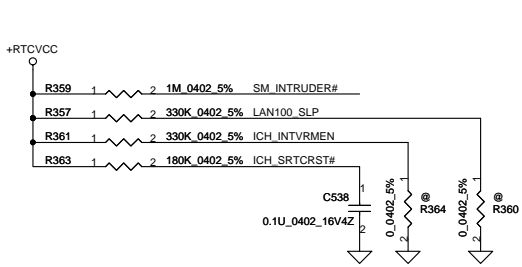 +RTCVCC
R359 1 2 1M_0402_5% SM_INTRUDER#
R357 1 2 330K_0402_5% LAN100_SLP
R361 1 2 330K_0402_5% ICH_INTVRMEN
R363 1 2 180K_0402_5% ICH_SRTCRST#
C538
0.1U_0402_16V4Z
1
2
0_0402_5%
1
2
@
R364
0_0402_5%
1
2
@
R360